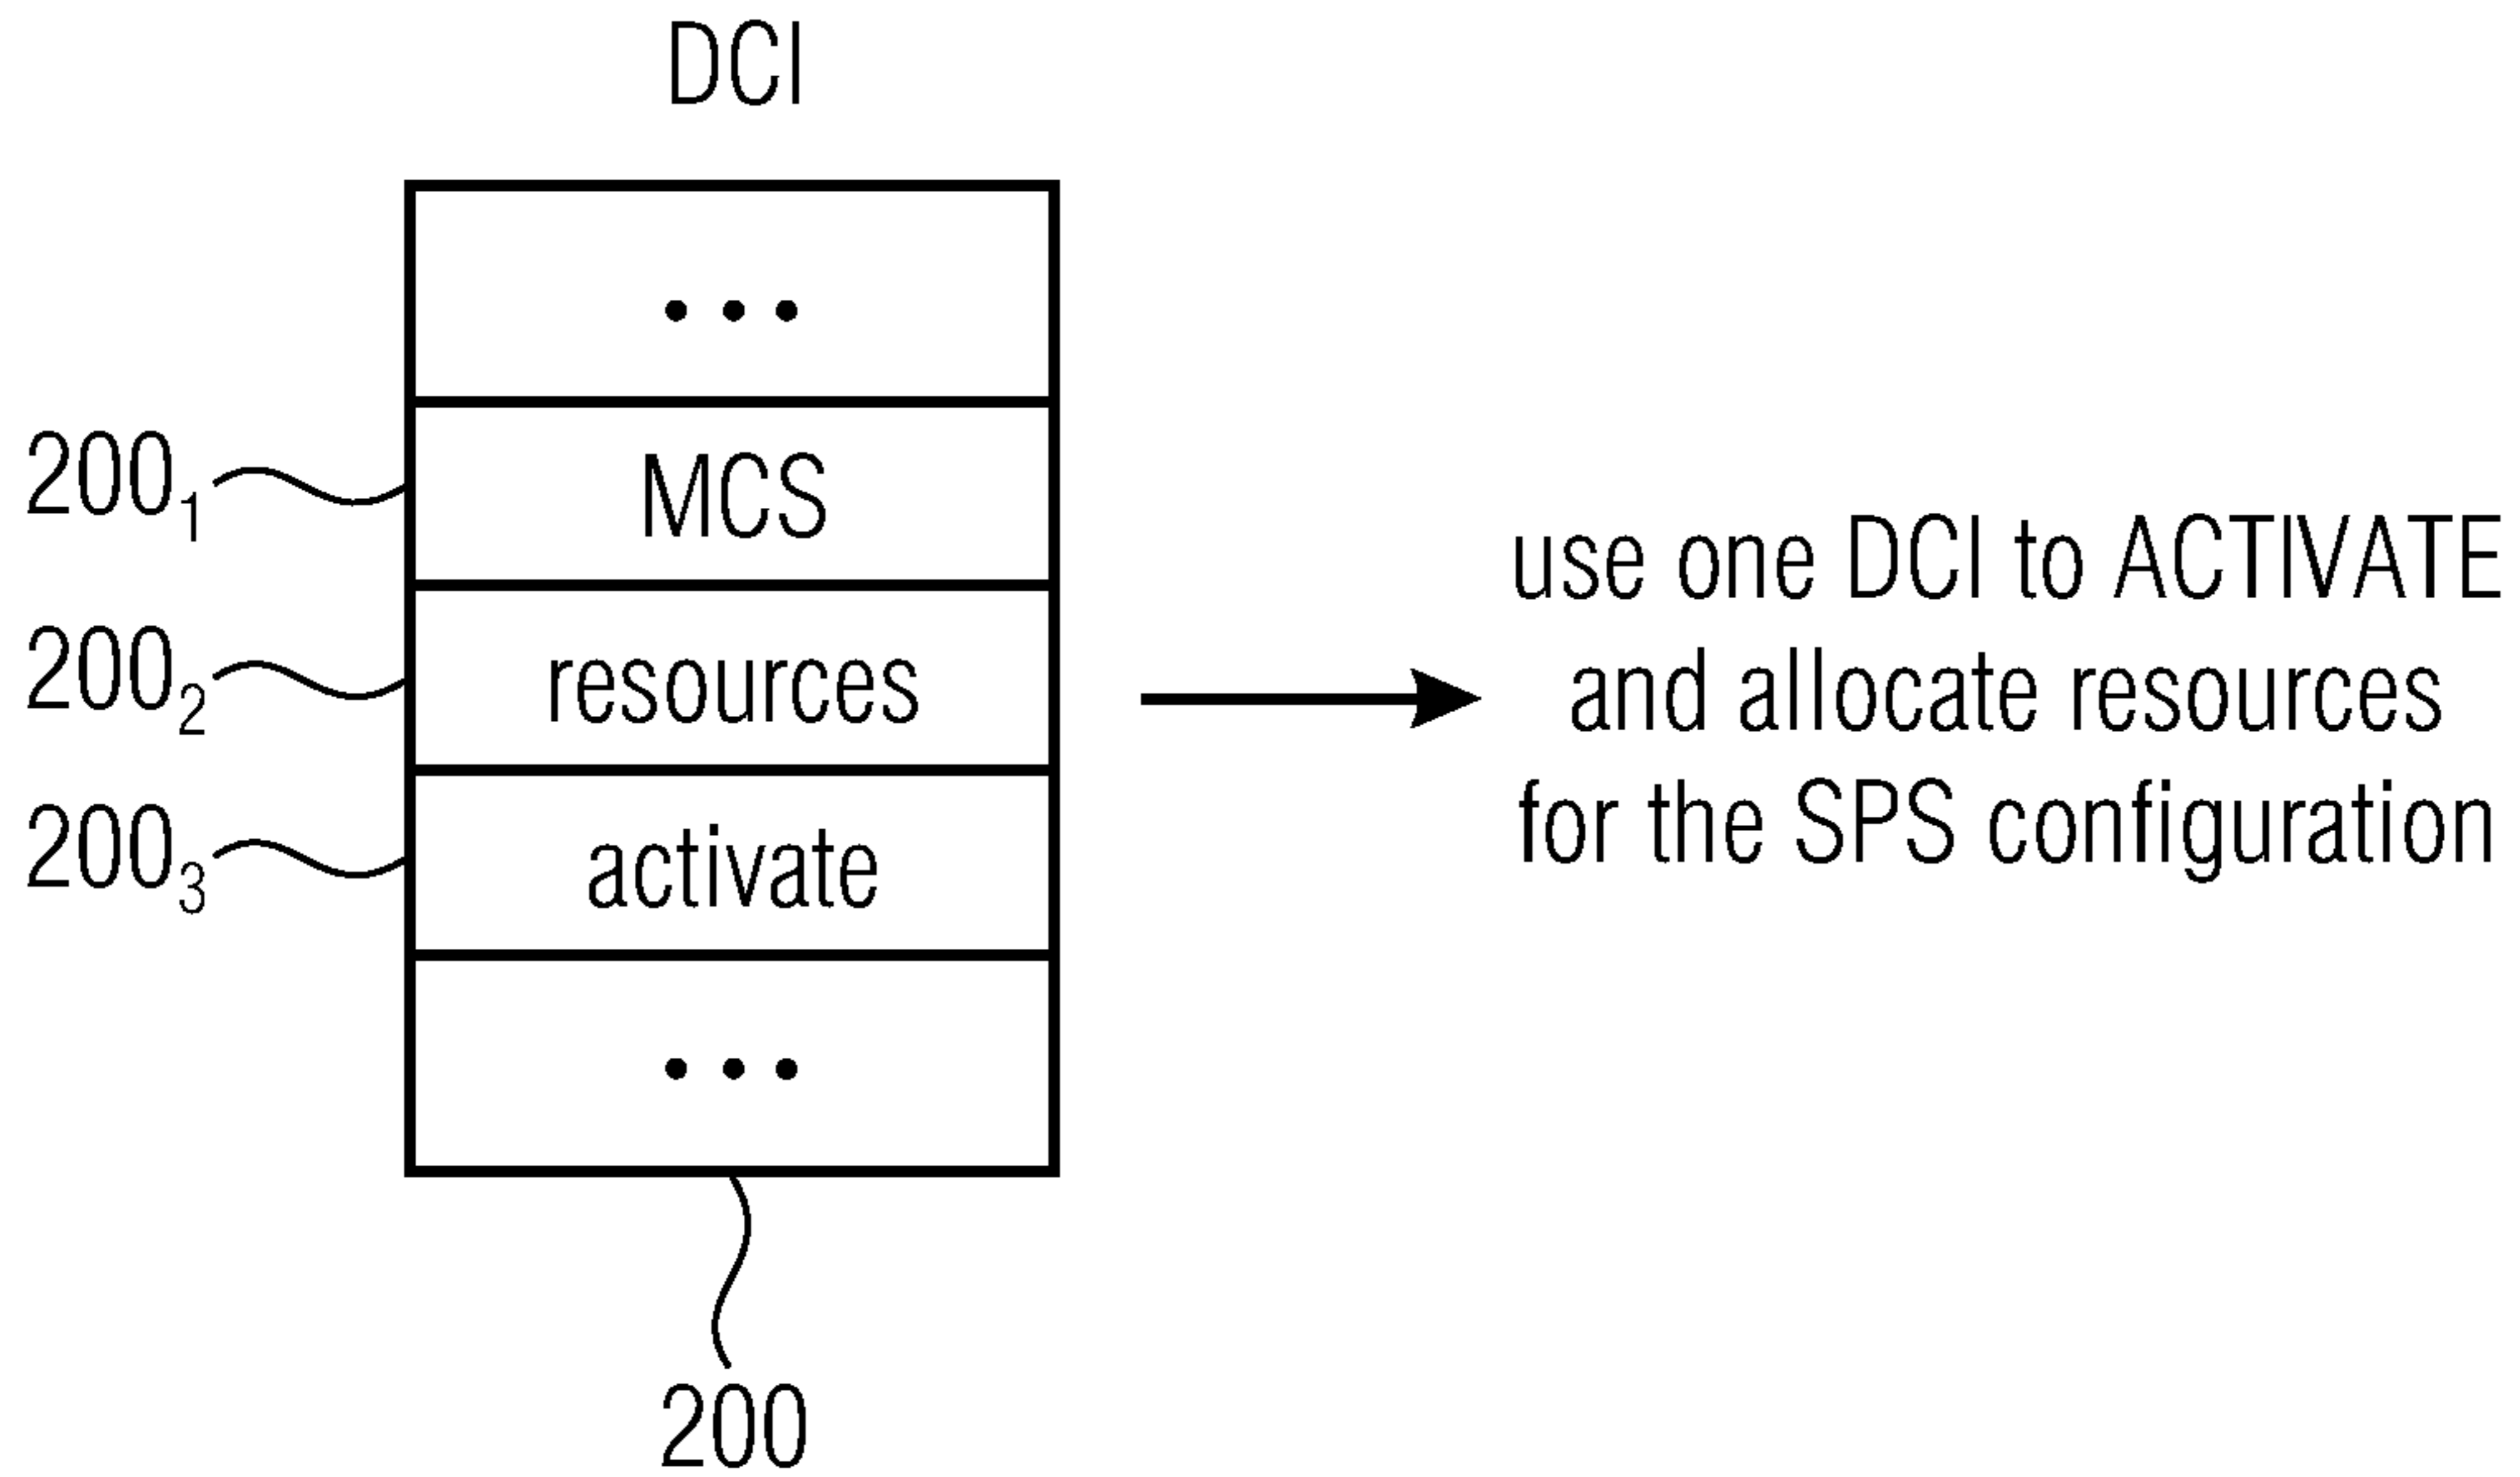 DCI
...
200₁ MCS
200₂ resources
200₃ activate
...
200
use one DCI to ACTIVATE
and allocate resources
for the SPS configuration